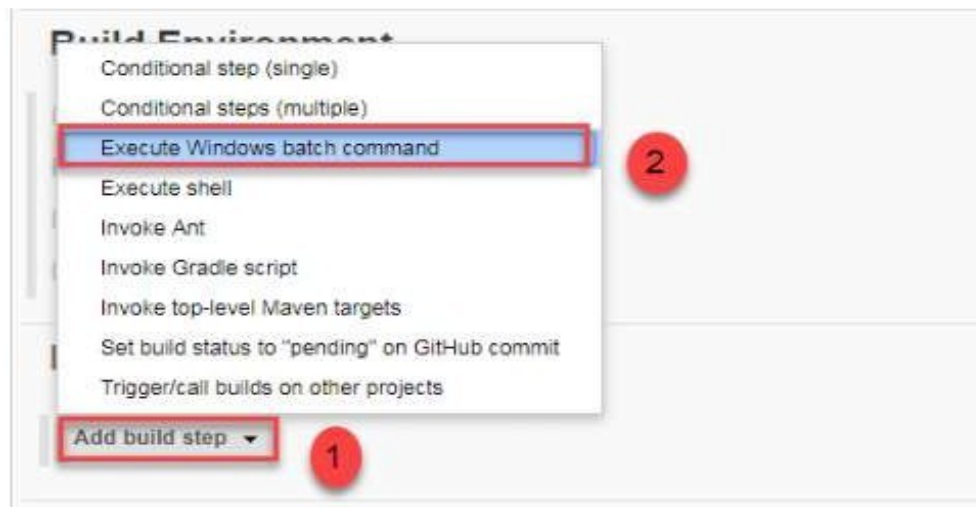 Build Environment
Conditional step (single)
Conditional steps (multiple)
Execute Windows batch command
2
Execute shell
Invoke Ant
Invoke Gradle script
Invoke top-level Maven targets
Set build status to "pending" on GitHub commit
Trigger/call builds on other projects
Add build step
1